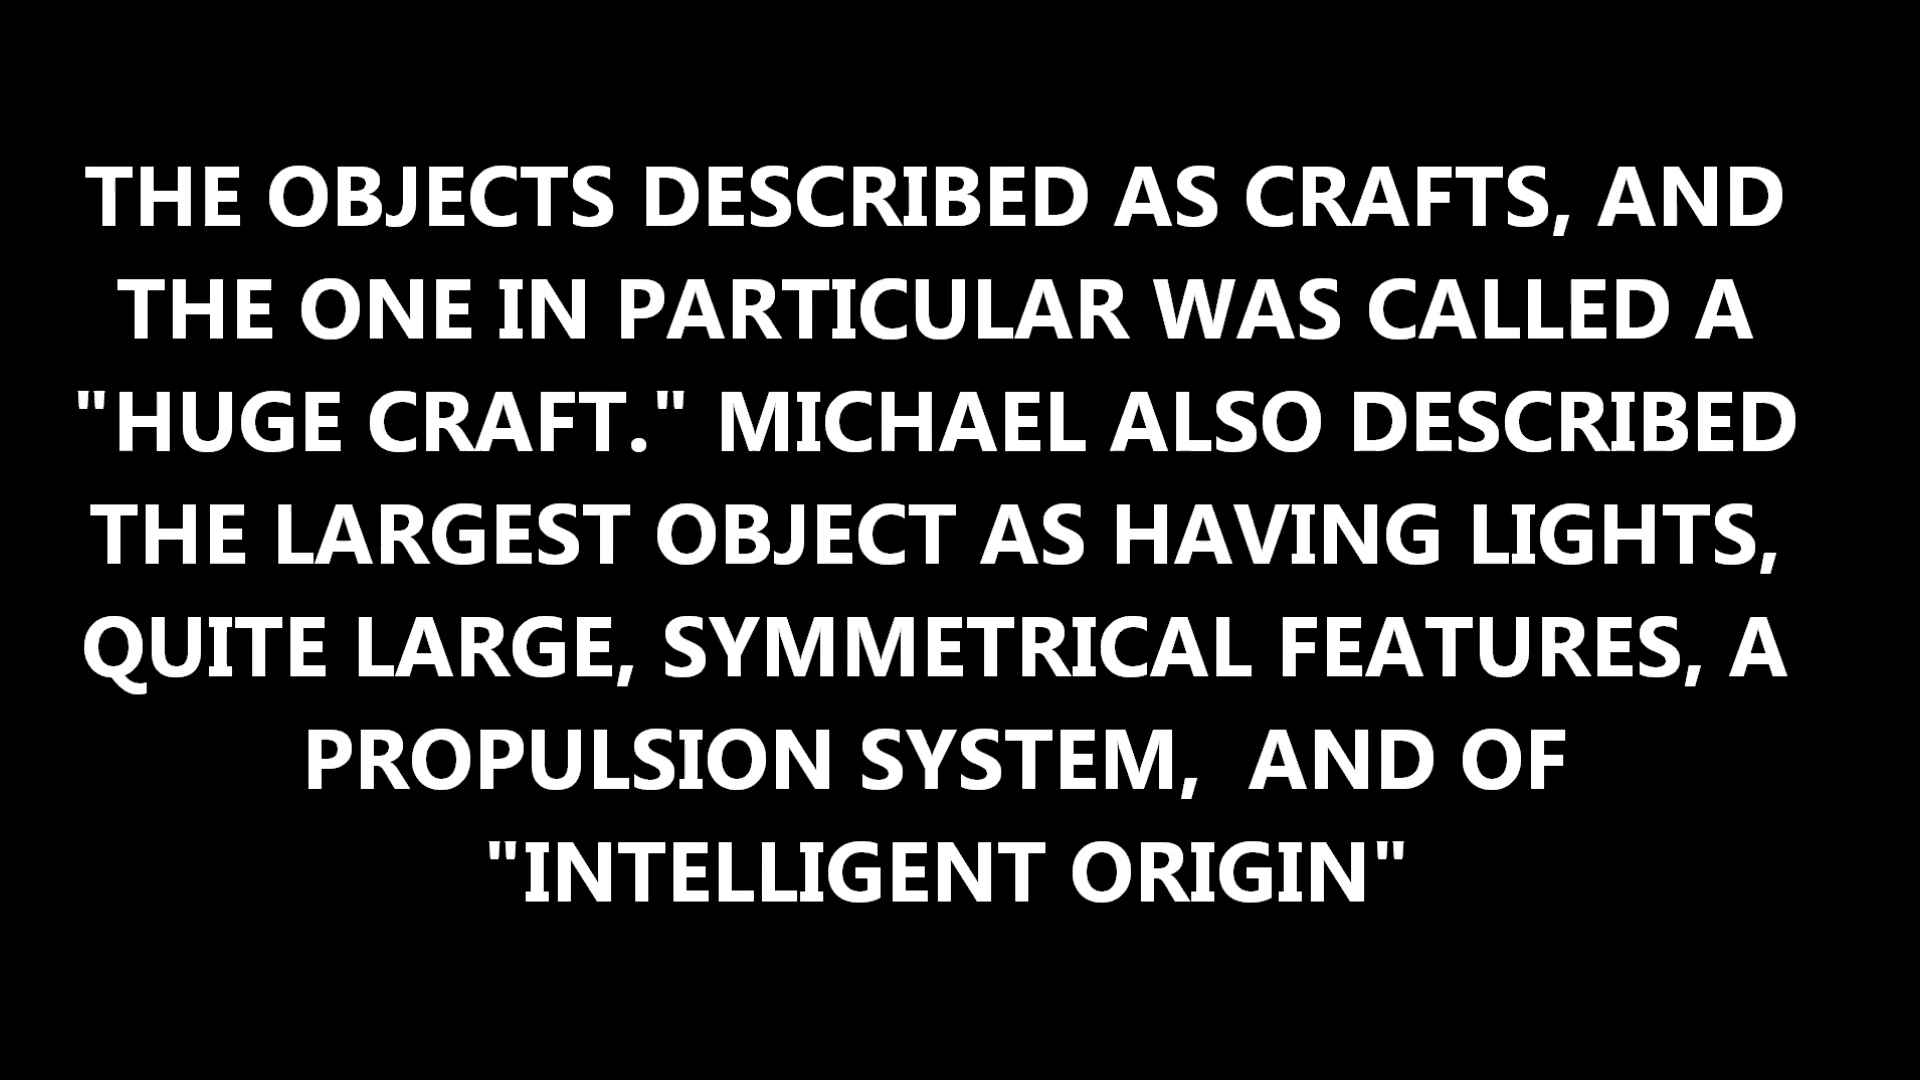 THE OBJECTS DESCRIBED AS CRAFTS, AND
THE ONE IN PARTICULAR WAS CALLED A
"HUGE CRAFT." MICHAEL ALSO DESCRIBED
THE LARGEST OBJECT AS HAVING LIGHTS,
QUITE LARGE, SYMMETRICAL FEATURES, A
PROPULSION SYSTEM,  AND OF
"INTELLIGENT ORIGIN"